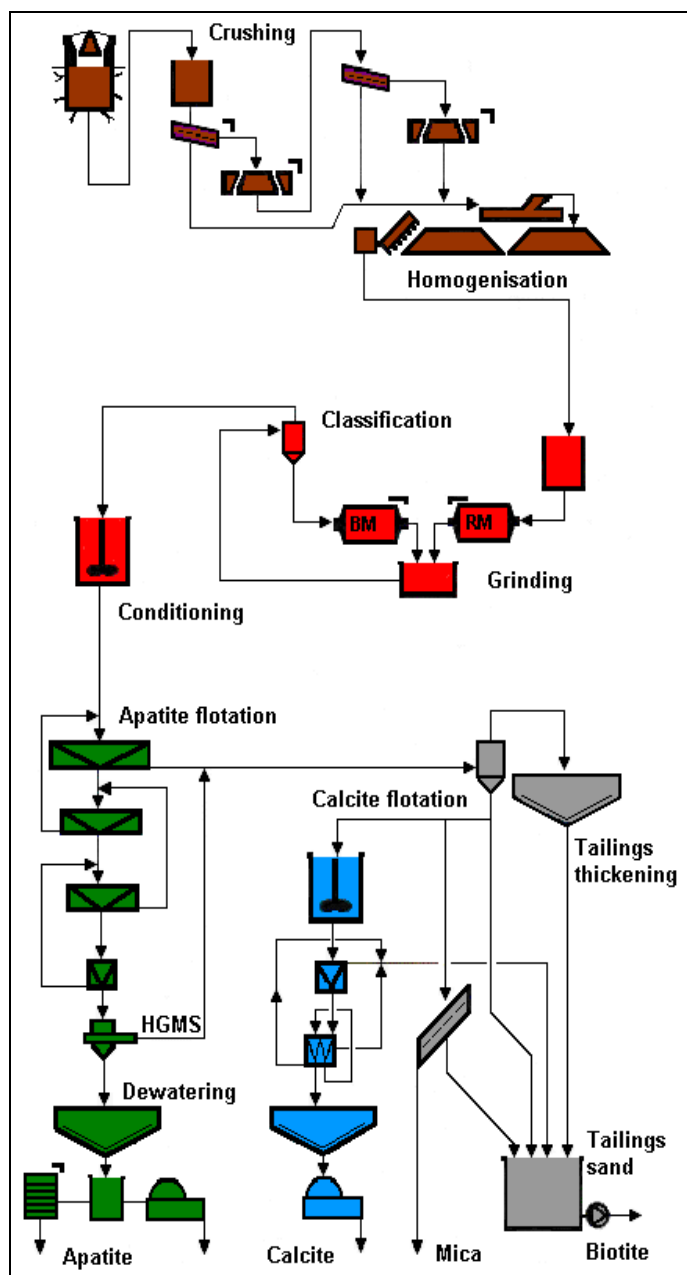 Crushing
Homogenisation
Classification
BM
RM
Grinding
Conditioning
Apatite flotation
Calcite flotation
Tailings
thickening
HGMS
Dewatering
Tailings
sand
Apatite
Calcite
Mica
Biotite